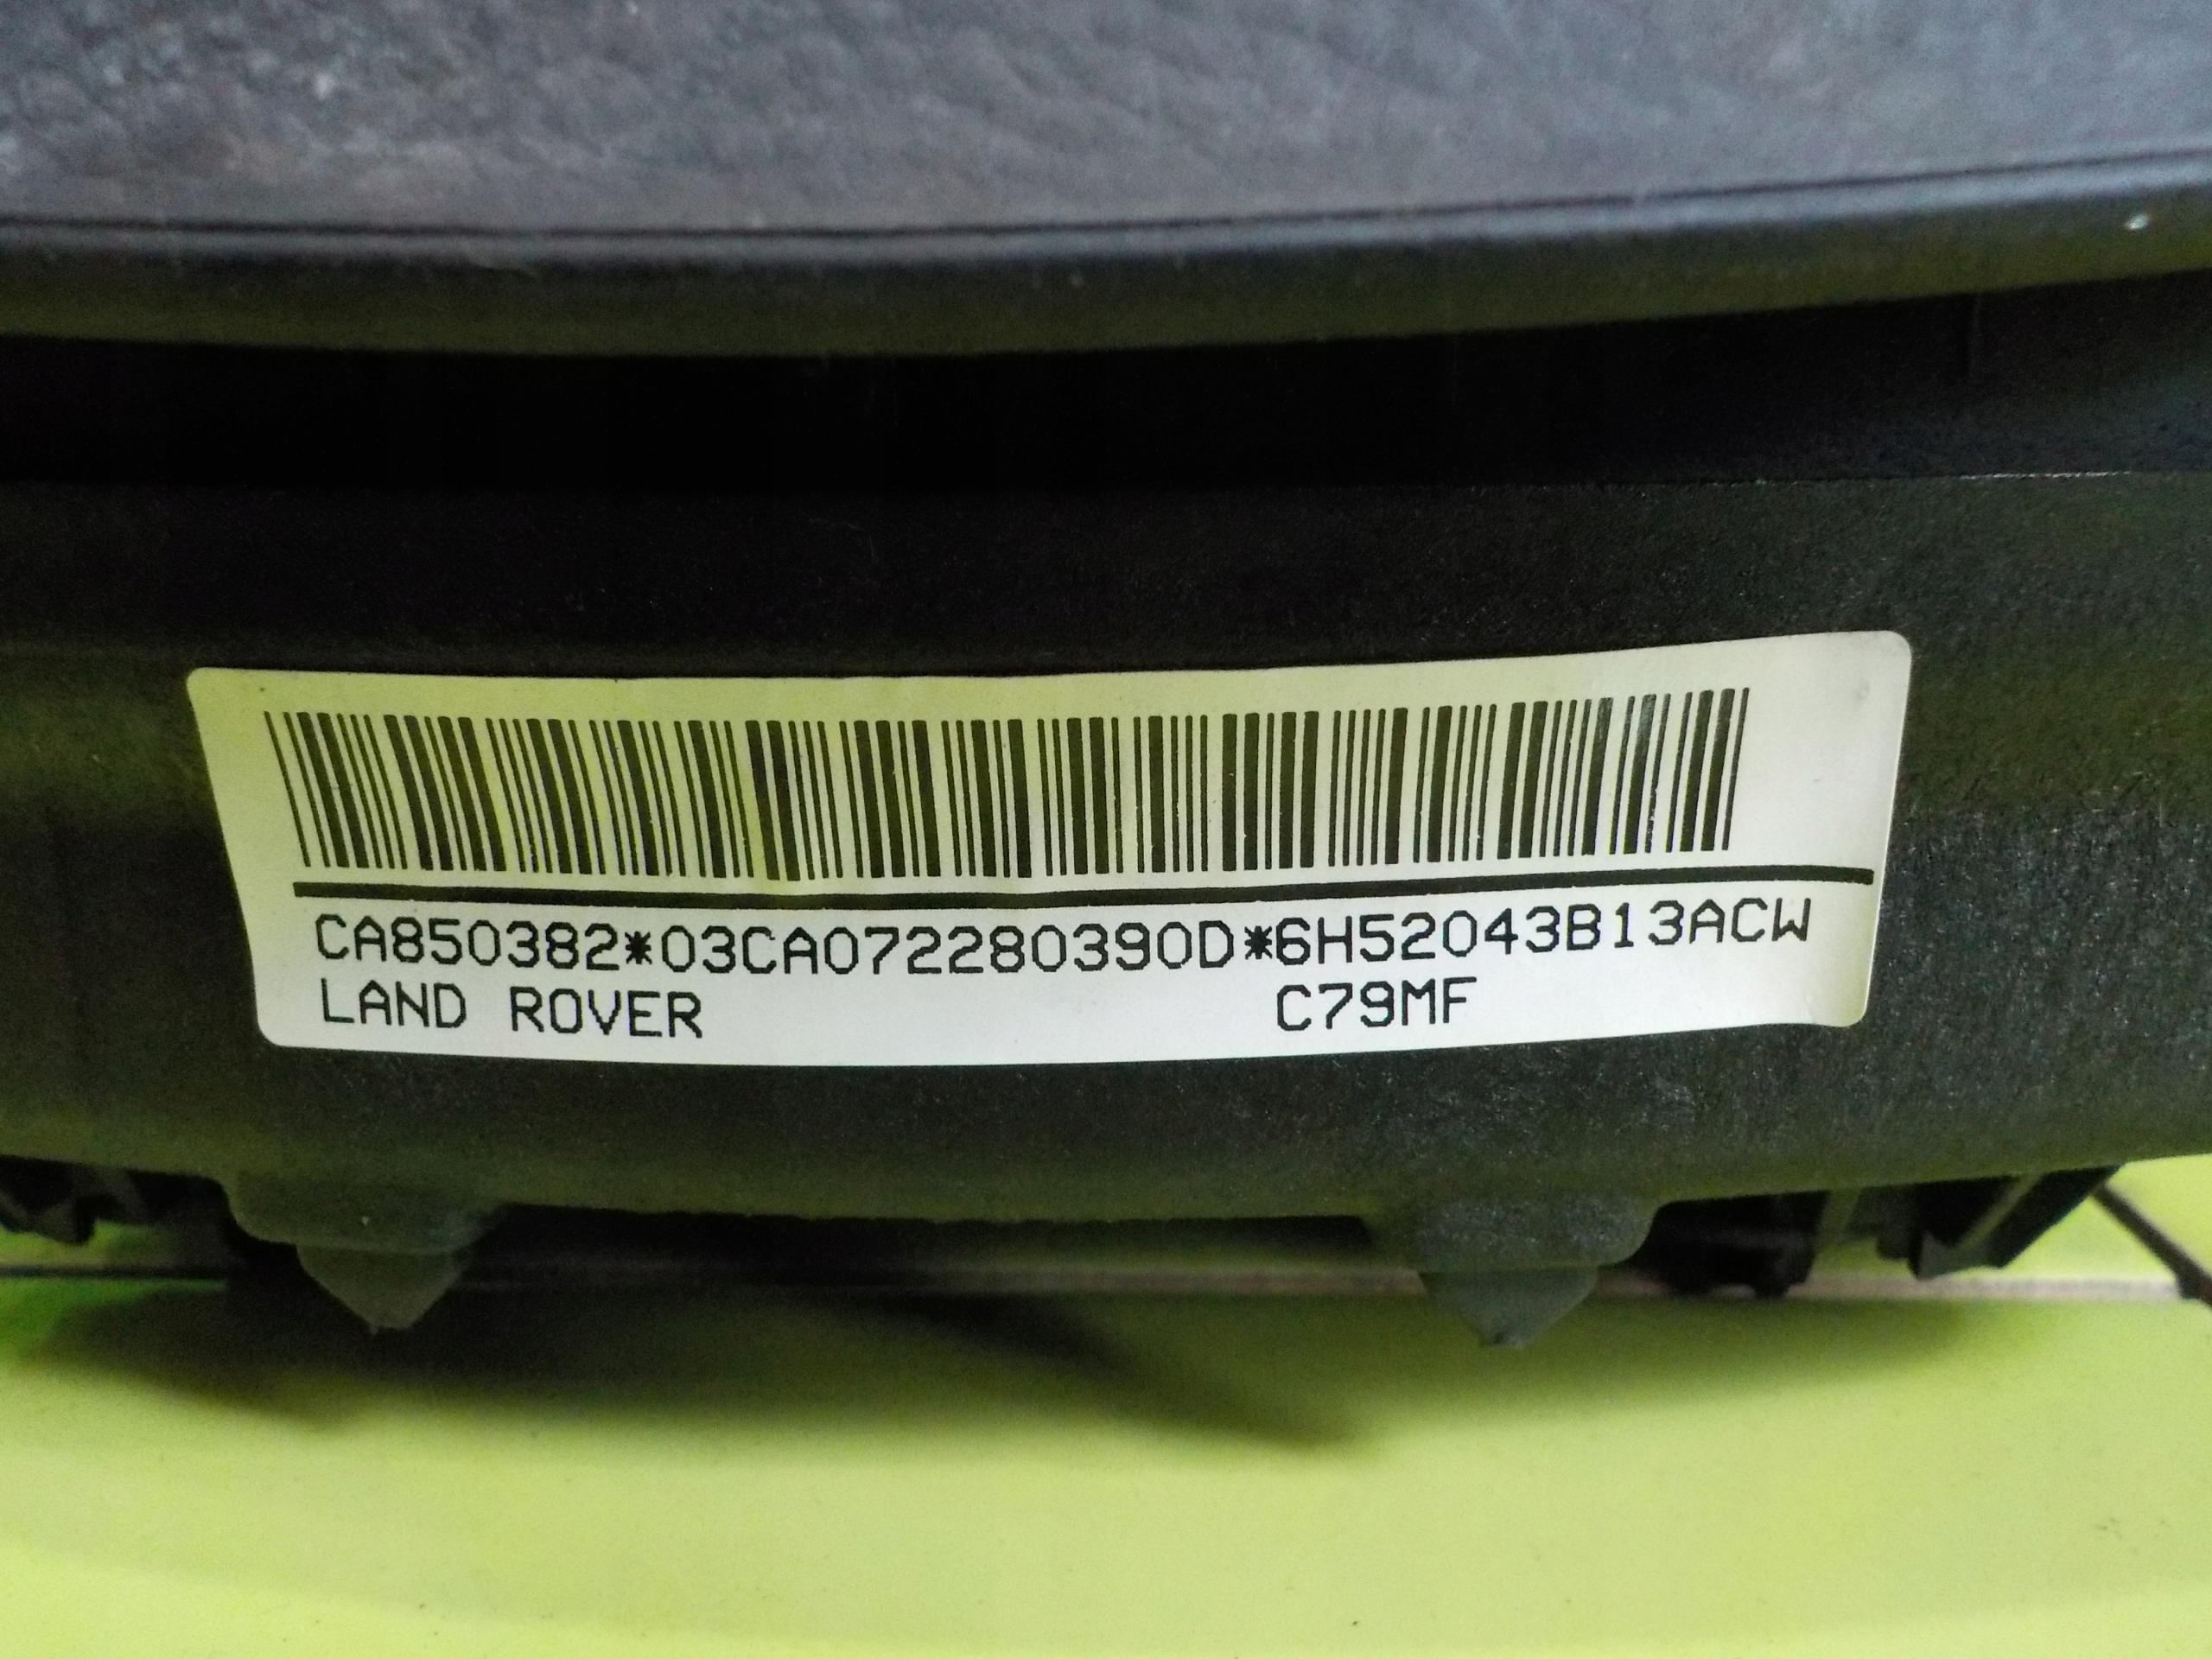 CA850382*03CA072280390D*6H52043B13ACW
LAND ROVER C79MF